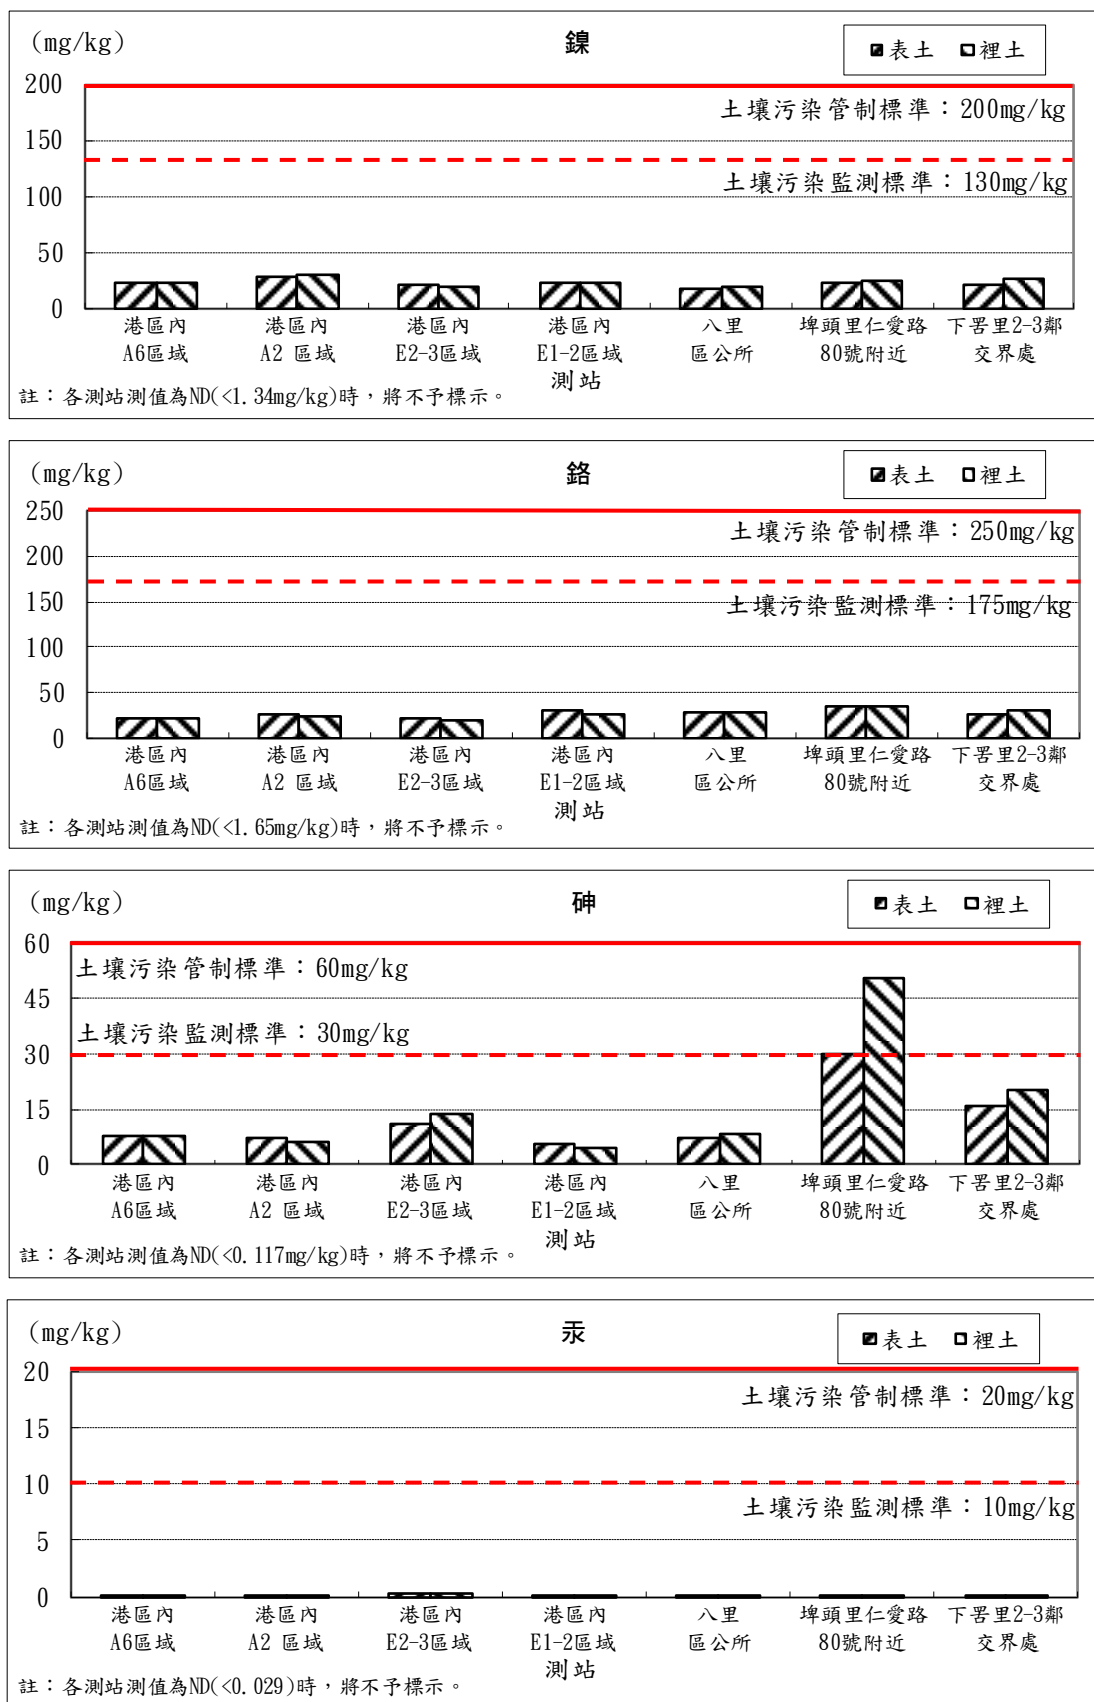 (mg/kg)
鎳
表土 裡土
200
150
100
50
0
土壤污染管制標準：200mg/kg
土壤污染監測標準：130mg/kg
港區內 港區內 港區內 港區內 八里 埤頭里仁愛路 下罟里2-3鄰
A6區域 A2 區域 E2-3區域 E1-2區域 區公所 80號附近 交界處
測站
註：各測站測值為ND(<1.34mg/kg)時，將不予標示。
(mg/kg)
鉻
表土 裡土
250
200
150
100
50
0
土壤污染管制標準：250mg/kg
土壤污染監測標準：175mg/kg
港區內 港區內 港區內 港區內 八里 埤頭里仁愛路 下罟里2-3鄰
A6區域 A2 區域 E2-3區域 E1-2區域 區公所 80號附近 交界處
測站
註：各測站測值為ND(<1.65mg/kg)時，將不予標示。
(mg/kg)
砷
表土 裡土
60
45
30
15
0
土壤污染管制標準：60mg/kg
土壤污染監測標準：30mg/kg
港區內 港區內 港區內 港區內 八里 埤頭里仁愛路 下罟里2-3鄰
A6區域 A2 區域 E2-3區域 E1-2區域 區公所 80號附近 交界處
測站
註：各測站測值為ND(<0.117mg/kg)時，將不予標示。
(mg/kg)
汞
表土 裡土
20
15
10
5
0
土壤污染管制標準：20mg/kg
土壤污染監測標準：10mg/kg
港區內 港區內 港區內 港區內 八里 埤頭里仁愛路 下罟里2-3鄰
A6區域 A2 區域 E2-3區域 E1-2區域 區公所 80號附近 交界處
測站
註：各測站測值為ND(<0.029)時，將不予標示。